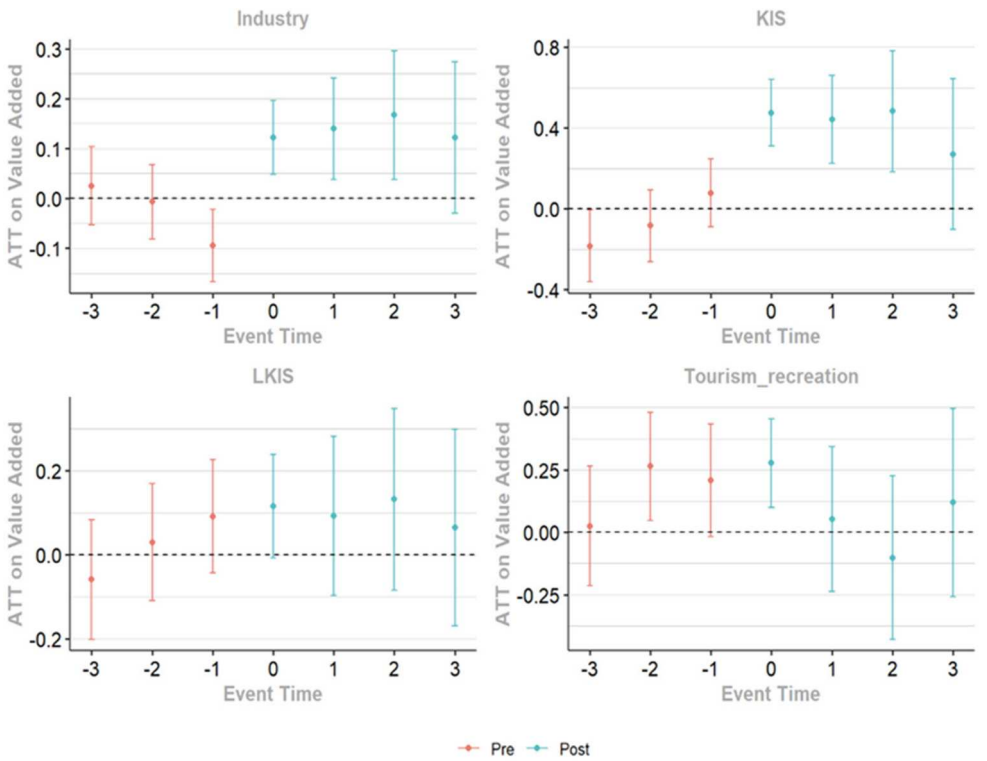 Industry
ATT on Value Added
0.3
0.2
0.1
0.0
-0.1
-3 -2 -1 0 1 2 3
Event Time
KIS
ATT on Value Added
0.8
0.4
0.0
-0.4
-3 -2 -1 0 1 2 3
Event Time
LKIS
ATT on Value Added
0.2
0.0
-0.2
-3 -2 -1 0 1 2 3
Event Time
Tourism_recreation
ATT on Value Added
0.50
0.25
0.00
-0.25
-3 -2 -1 0 1 2 3
Event Time
Pre Post